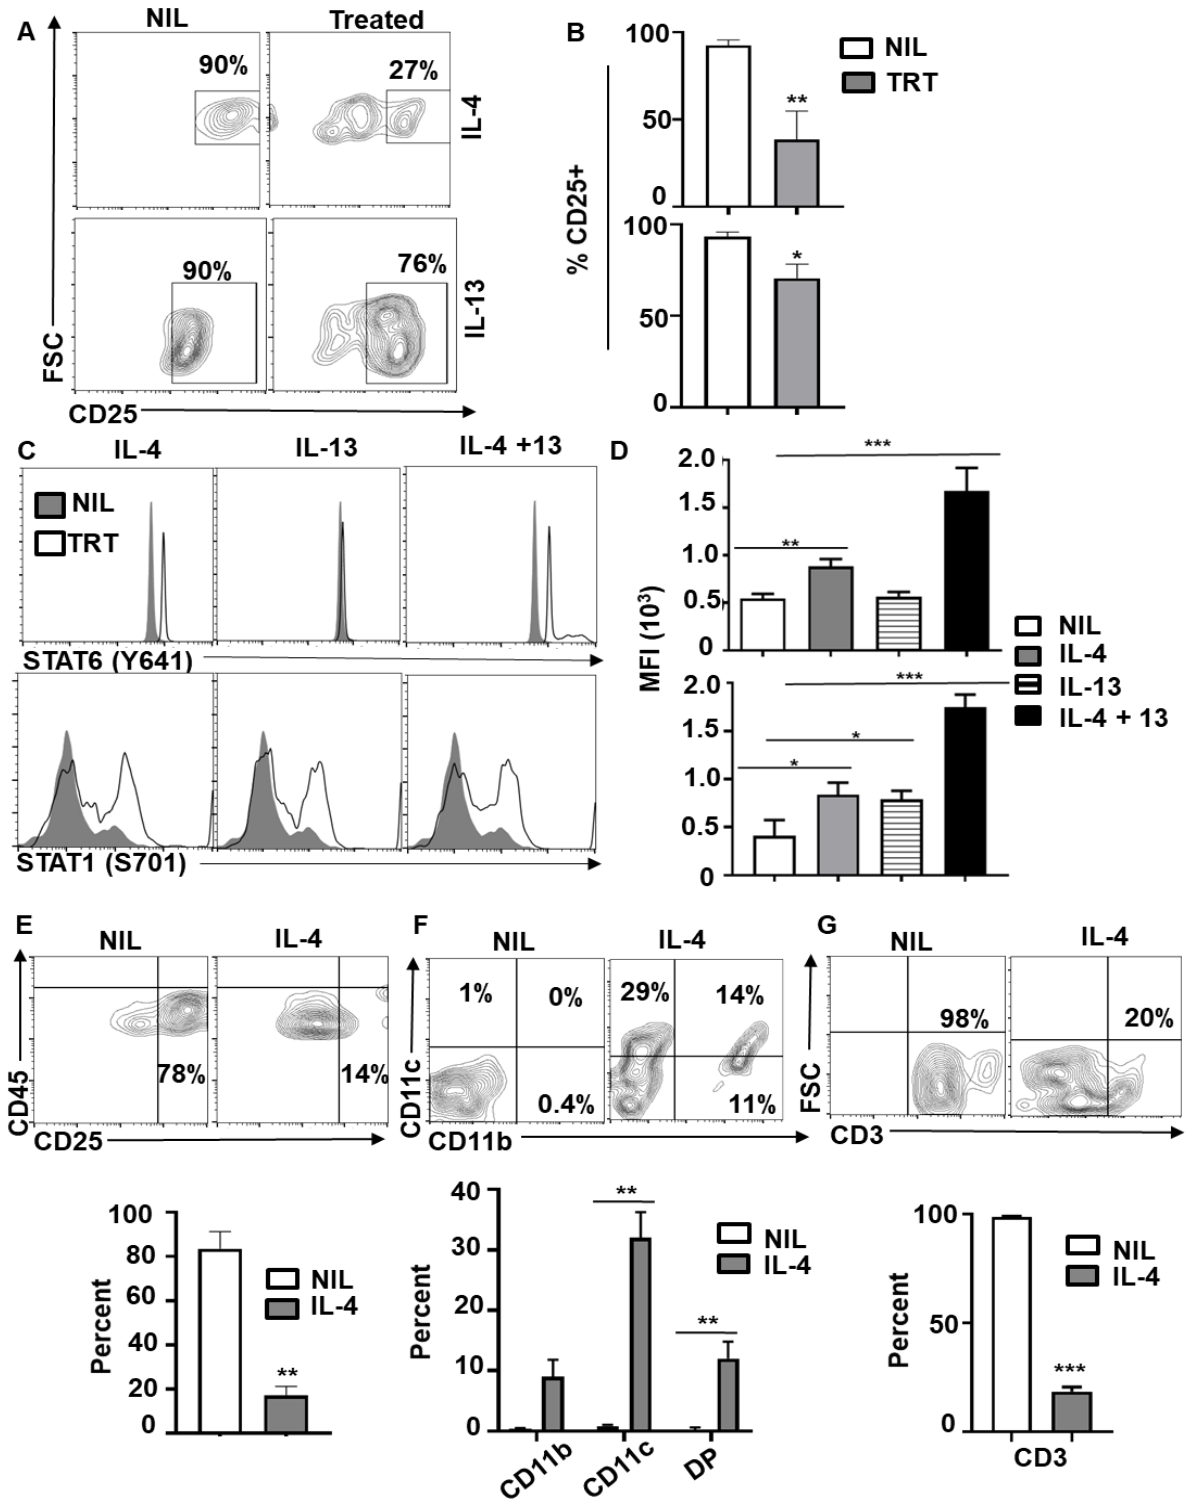 A
NIL
Treated
90%
27%
IL-4
90%
76%
IL-13
FSC
CD25
B
100
50
0
**
NIL
TRT
% CD25+
100
50
0
*
C
IL-4
IL-13
IL-4 +13
NIL
TRT
STAT6 (Y641)
STAT1 (S701)
D
***
2.0
1.5
1.0
0.5
0
**
MFI (10³)
NIL
IL-4
IL-13
IL-4 + 13
***
2.0
1.5
1.0
0.5
0
*
*
E
NIL
IL-4
78%
14%
CD45
CD25
100
80
60
40
20
0
Percent
**
NIL
IL-4
F
NIL
IL-4
1%
0%
29%
14%
0.4%
11%
CD11c
CD11b
40
30
20
10
0
Percent
**
**
NIL
IL-4
CD11b
CD11c
DP
G
NIL
IL-4
98%
20%
FSC
CD3
100
50
0
Percent
***
NIL
IL-4
CD3